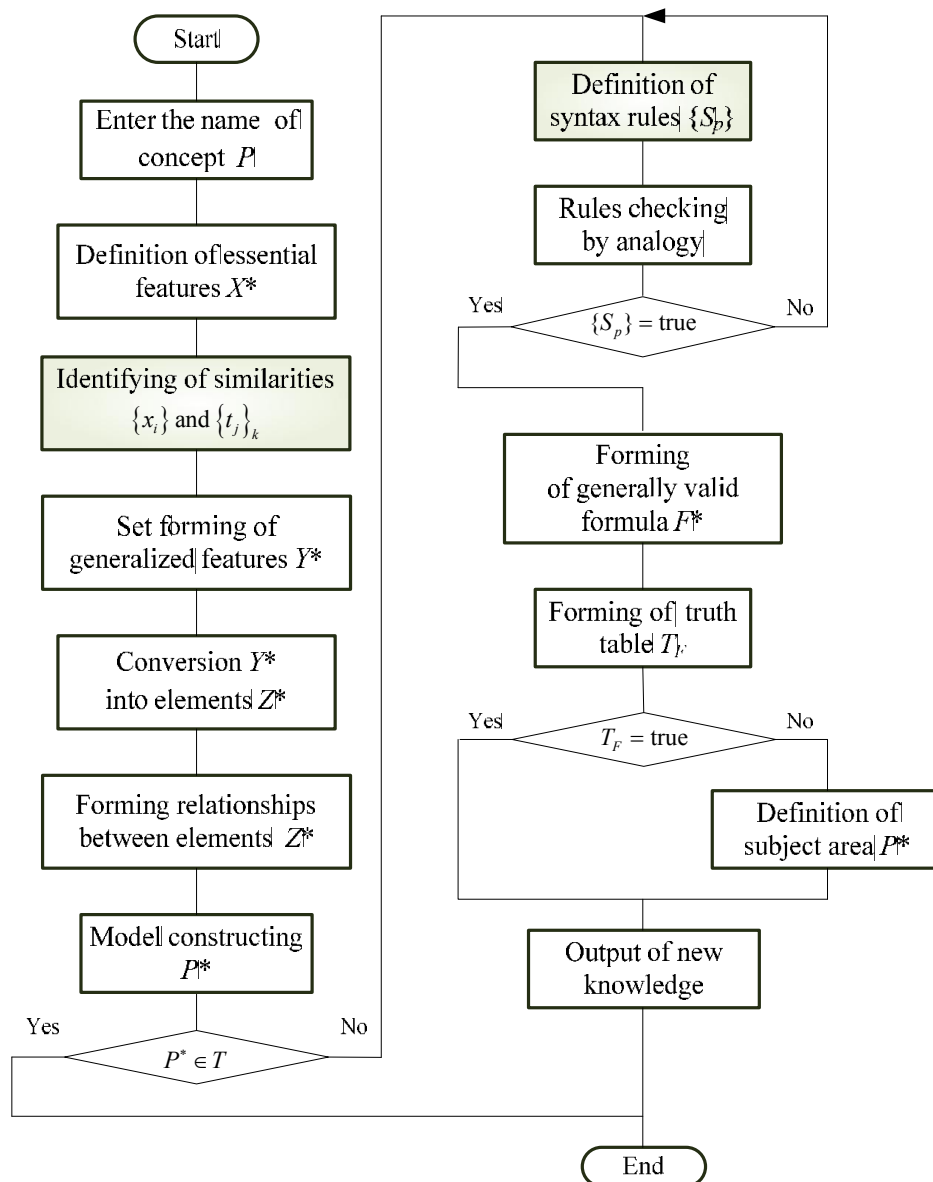 Start
Enter the name of
concept P
Definition of essential
features X*
Identifying of similarities
{x_i} and {t_j}_k
Set forming of
generalized features Y*
Conversion Y*
into elements Z*
Forming relationships
between elements Z*
Model constructing
P*
Yes
No
P* ∈ T
Definition of
syntax rules {S_p}
Rules checking
by analogy
Yes
No
{S_p} = true
Forming
of generally valid
formula F*
Forming of truth
table T_F
Yes
No
T_F = true
Definition of
subject area P*
Output of new
knowledge
End